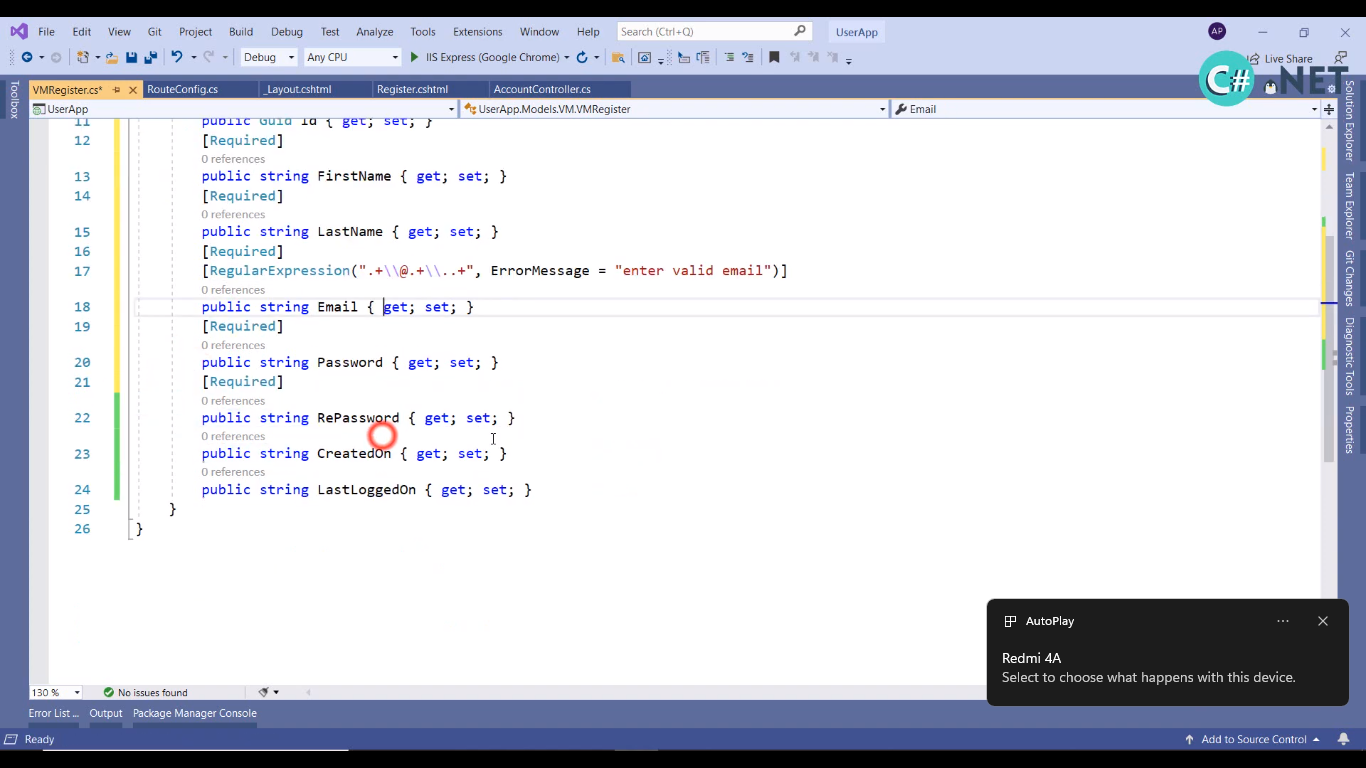 File Edit View Git Project Build Debug Test Analyze Tools Extensions Window Help Search (Ctrl+Q) UserApp AP
Debug Any CPU IIS Express (Google Chrome) Live Share
C# .NET
VMRegister.cs* RouteConfig.cs _Layout.cshtml Register.cshtml AccountController.cs
UserApp UserApp.Models.VM.VMRegister Email
Toolbox
11 public Guid Id { get; set; }
12 [Required]
0 references
13 public string FirstName { get; set; }
14 [Required]
0 references
15 public string LastName { get; set; }
16 [Required]
17 [RegularExpression(".+\\@.+\\..+", ErrorMessage = "enter valid email")]
0 references
18 public string Email { get; set; }
19 [Required]
0 references
20 public string Password { get; set; }
21 [Required]
0 references
22 public string RePassword { get; set; }
0 references
23 public string CreatedOn { get; set; }
0 references
24 public string LastLoggedOn { get; set; }
25 }
26 }
Solution Explorer
Team Explorer
Git Changes
Diagnostic Tools
Properties
AutoPlay
Redmi 4A
Select to choose what happens with this device.
130 % No issues found
Error List ... Output Package Manager Console
Ready Add to Source Control